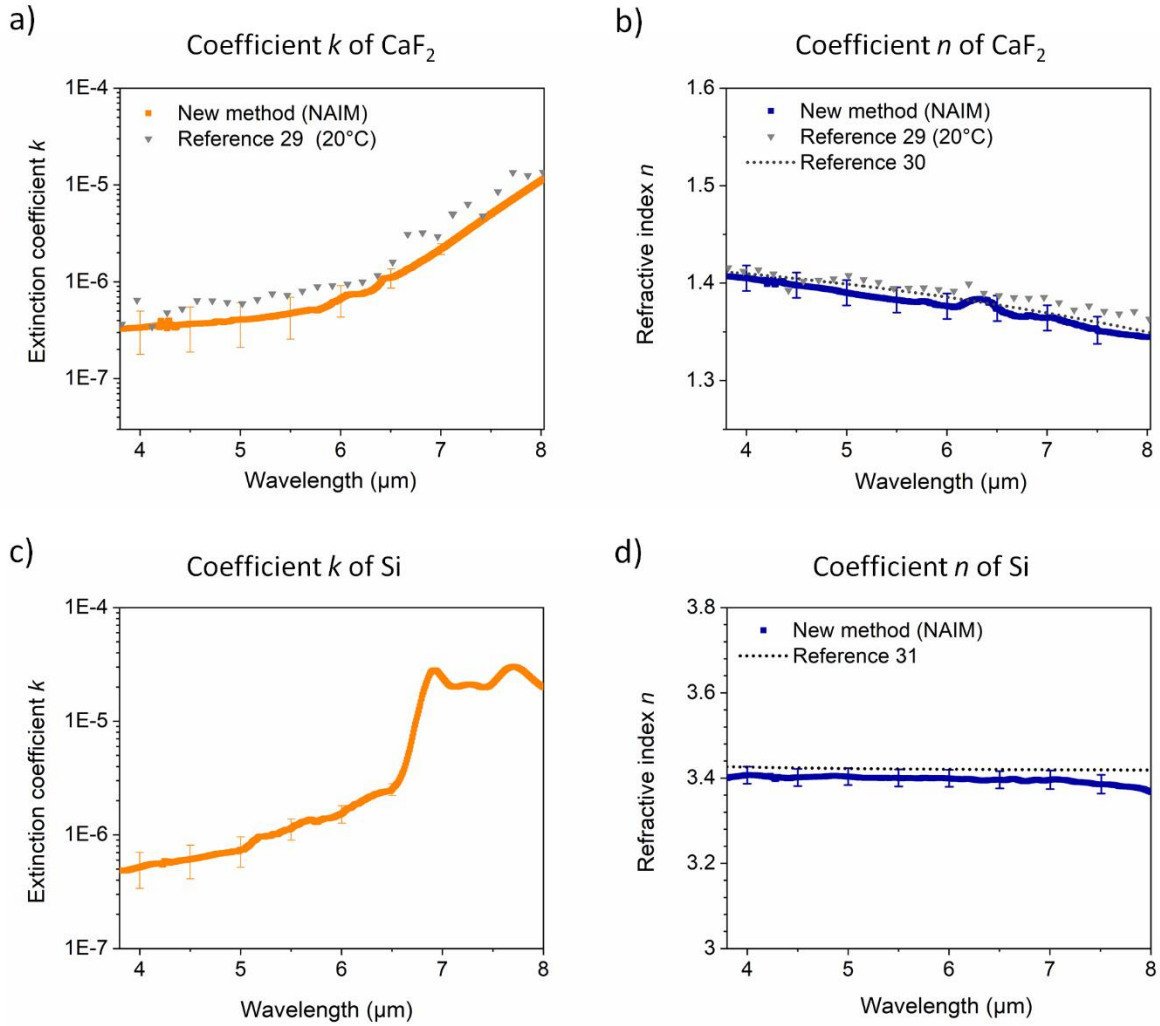 a)
Coefficient k of CaF₂
1E-4
1E-5
1E-6
1E-7
Extinction coefficient k
New method (NAIM)
Reference 29 (20°C)
4 5 6 7 8
Wavelength (µm)
b)
Coefficient n of CaF₂
1.6
1.5
1.4
1.3
Refractive index n
New method (NAIM)
Reference 29 (20°C)
Reference 30
4 5 6 7 8
Wavelength (µm)
c)
Coefficient k of Si
1E-4
1E-5
1E-6
1E-7
Extinction coefficient k
4 5 6 7 8
Wavelength (µm)
d)
Coefficient n of Si
3.8
3.6
3.4
3.2
3
Refractive index n
New method (NAIM)
Reference 31
4 5 6 7 8
Wavelength (µm)